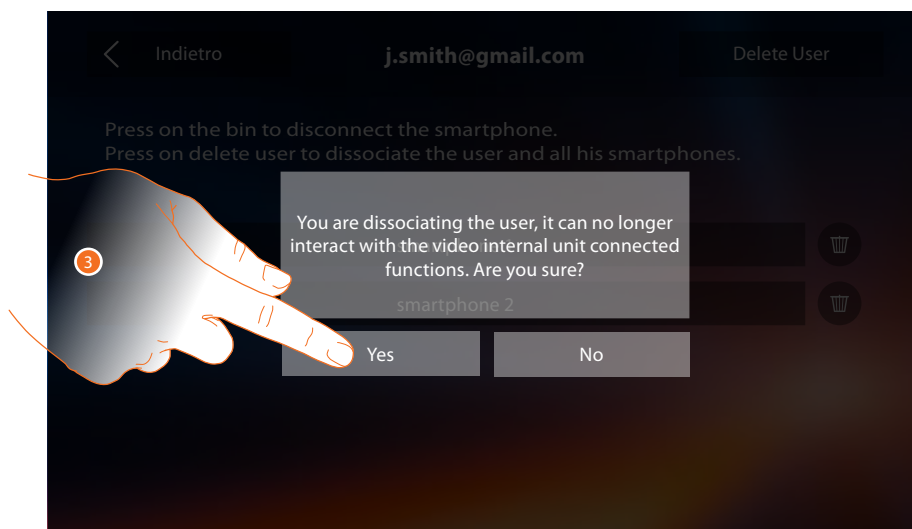 Indietro
j.smith@gmail.com
Delete User
Press on the bin to disconnect the smartphone.
Press on delete user to dissociate the user and all his smartphones.
You are dissociating the user, it can no longer
interact with the video internal unit connected
functions. Are you sure?
smartphone 2
Yes
No
3